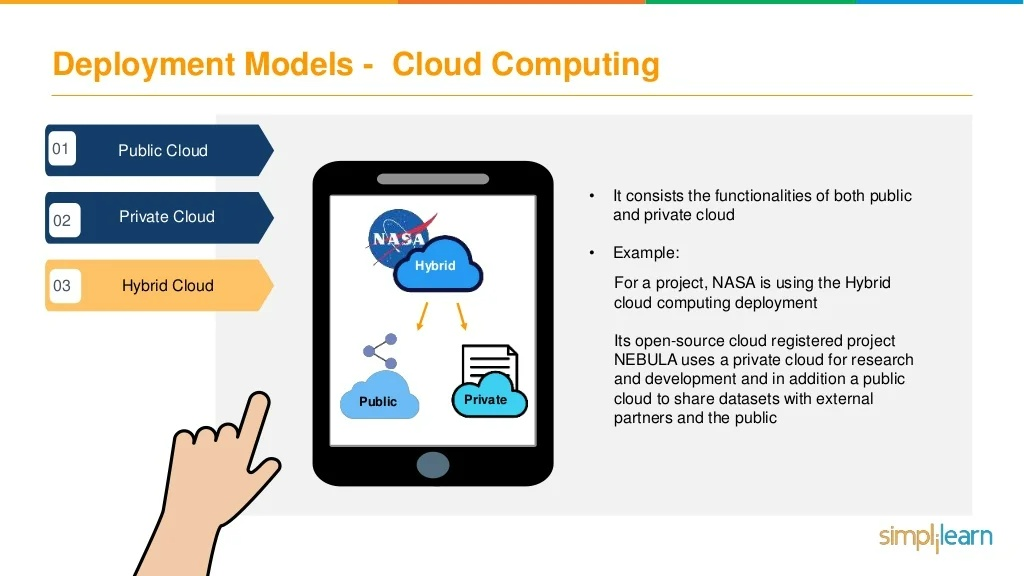 Deployment Models - Cloud Computing
01
Public Cloud
02
Private Cloud
03
Hybrid Cloud
NASA
Hybrid
Public
Private
• It consists the functionalities of both public
and private cloud
• Example:
For a project, NASA is using the Hybrid
cloud computing deployment
Its open-source cloud registered project
NEBULA uses a private cloud for research
and development and in addition a public
cloud to share datasets with external
partners and the public
simplilearn